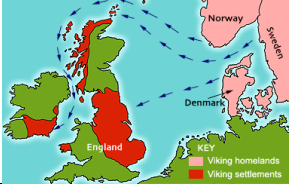 Norway
Sweden
Denmark
England
KEY
Viking homelands
Viking settlements